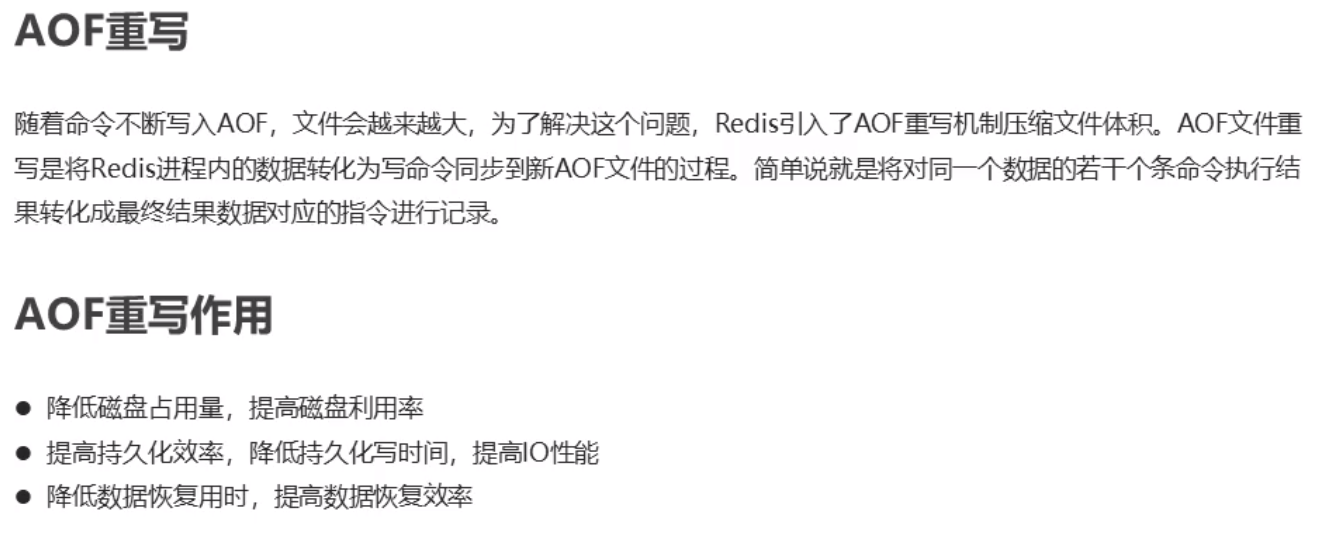 AOF重写
随着命令不断写入AOF，文件会越来越大，为了解决这个问题，Redis引入了AOF重写机制压缩文件体积。AOF文件重
写是将Redis进程内的数据转化为写命令同步到新AOF文件的过程。简单说就是将对同一个数据的若干个条命令执行结
果转化成最终结果数据对应的指令进行记录。
AOF重写作用
● 降低磁盘占用量，提高磁盘利用率
● 提高持久化效率，降低持久化写时间，提高IO性能
● 降低数据恢复用时，提高数据恢复效率